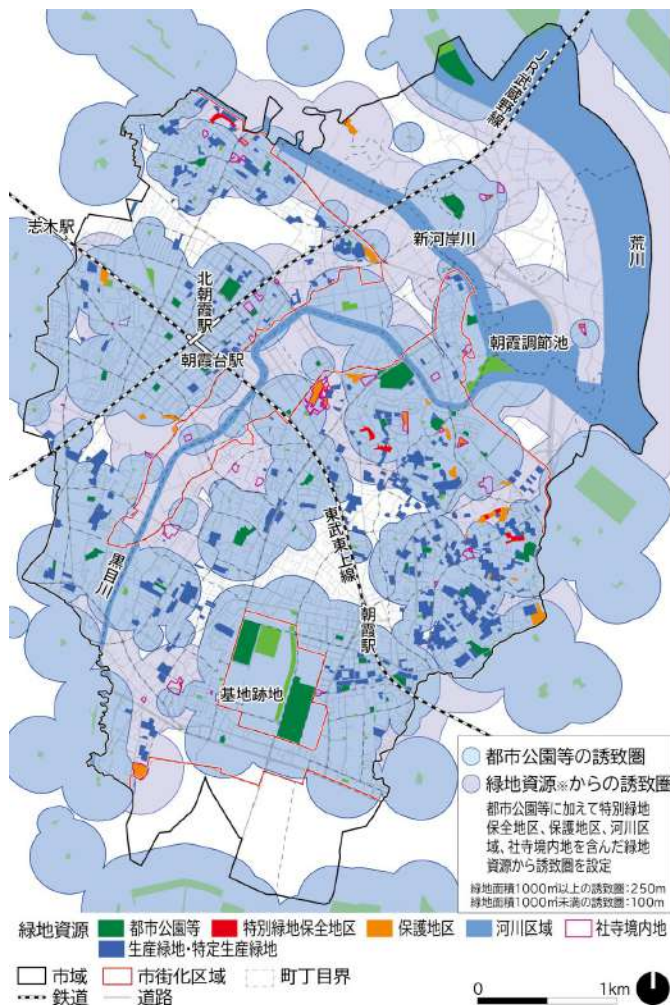 JR武蔵野線
志木駅
新河岸川
荒川
北朝霞駅
朝霞台駅
朝霞調節池
東武東上線
黒目川
朝霞駅
基地跡地
都市公園等の誘致圏
緑地資源※からの誘致圏
都市公園等に加えて特別緑地
保全地区、保護地区、河川区
域、社寺境内地を含んだ緑地
資源から誘致圏を設定
緑地面積1000㎡以上の誘致圏:250m
緑地面積1000㎡未満の誘致圏:100m
緑地資源 都市公園等 特別緑地保全地区 保護地区 河川区域 社寺境内地
生産緑地・特定生産緑地
市域 市街化区域 町丁目界
鉄道 道路
0 1km